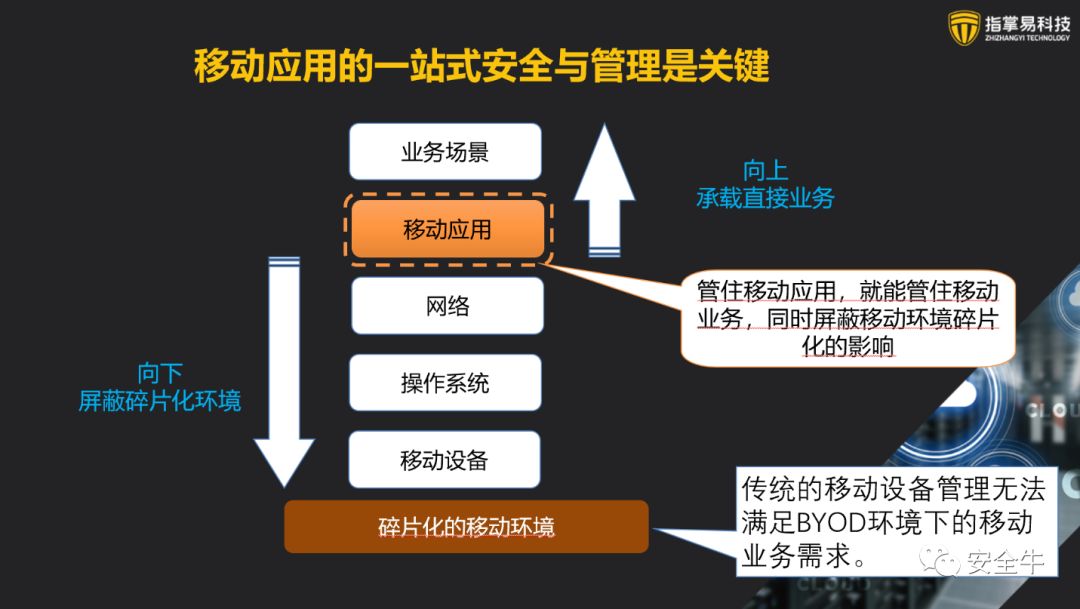 指掌易科技
ZHIZHANGYI TECHNOLOGY
移动应用的一站式安全与管理是关键
业务场景
向上
承载直接业务
移动应用
管住移动应用，就能管住移动
业务，同时屏蔽移动环境碎片
化的影响
网络
向下
屏蔽碎片化环境
操作系统
CLOU
移动设备
碎片化的移动环境
传统的移动设备管理无法
满足BYOD环境下的移动
业务需求。
安全牛
CLOUD